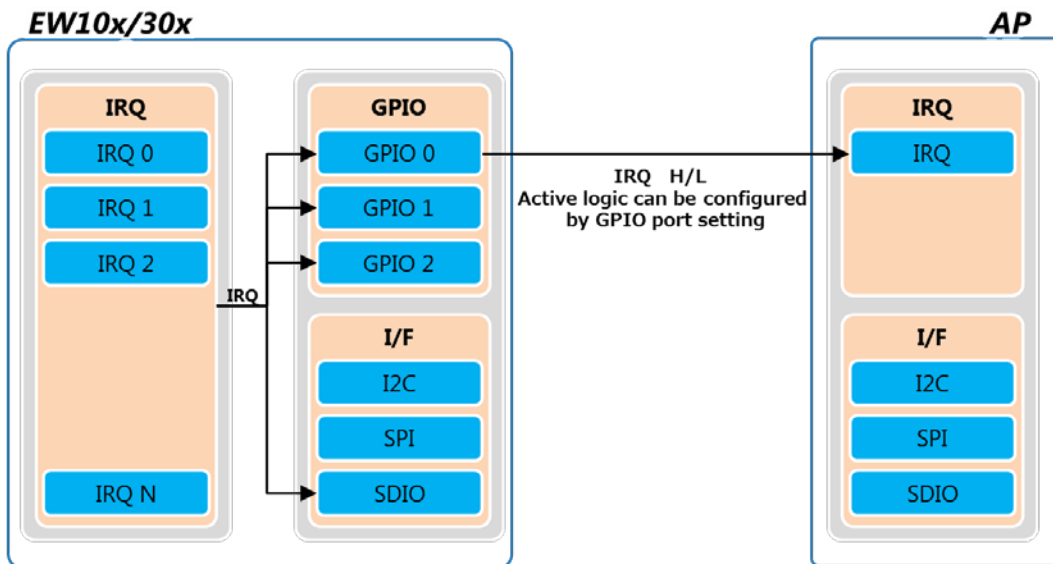 EW10x/30x
IRQ
IRQ 0
IRQ 1
IRQ 2
IRQ N
IRQ
GPIO
GPIO 0
GPIO 1
GPIO 2
I/F
I2C
SPI
SDIO
IRQ H/L
Active logic can be configured
by GPIO port setting
AP
IRQ
IRQ
I/F
I2C
SPI
SDIO